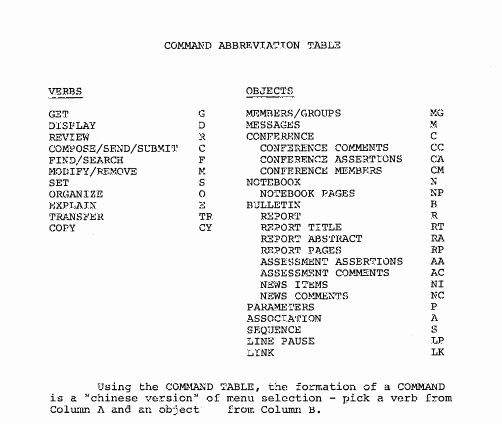 COMMAND ABBREVIATION TABLE
VERBS OBJECTS
GET G MEMBERS/GROUPS MG
DISPLAY D MESSAGES M
REVIEW R CONFERENCE C
COMPOSE/SEND/SUBMIT C CONFERENCE COMMENTS CC
FIND/SEARCH F CONFERENCE ASSERTIONS CA
MODIFY/REMOVE M CONFERENCE MEMBERS CM
SET S NOTEBOOK N
ORGANIZE O NOTEBOOK PAGES NP
EXPLAIN E BULLETIN B
TRANSFER TR REPORT R
COPY CY REPORT TITLE RT
REPORT ABSTRACT RA
REPORT PAGES RP
ASSESSMENT ASSERTIONS AA
ASSESSMENT COMMENTS AC
NEWS ITEMS NI
NEWS COMMENTS NC
PARAMETERS P
ASSOCIATION A
SEQUENCE S
LINE PAUSE LP
LINK LK
Using the COMMAND TABLE, the formation of a COMMAND
is a "chinese version" of menu selection - pick a verb from
Column A and an object from Column B.